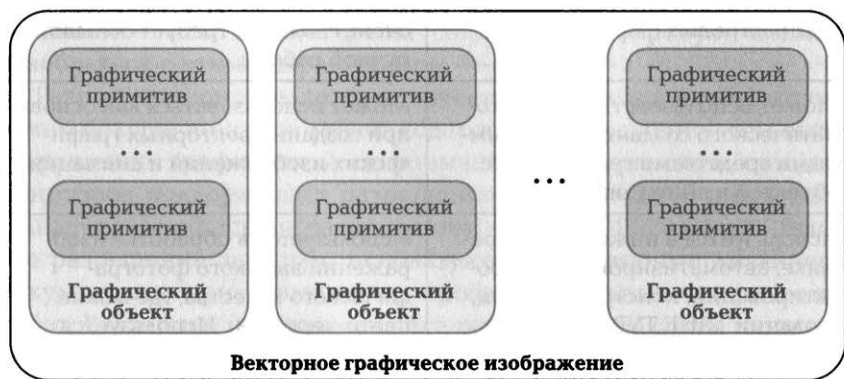 Графический
примитив
...
Графический
примитив
Графический
объект
Графический
примитив
...
Графический
примитив
Графический
объект
...
Графический
примитив
...
Графический
примитив
Графический
объект
Векторное графическое изображение